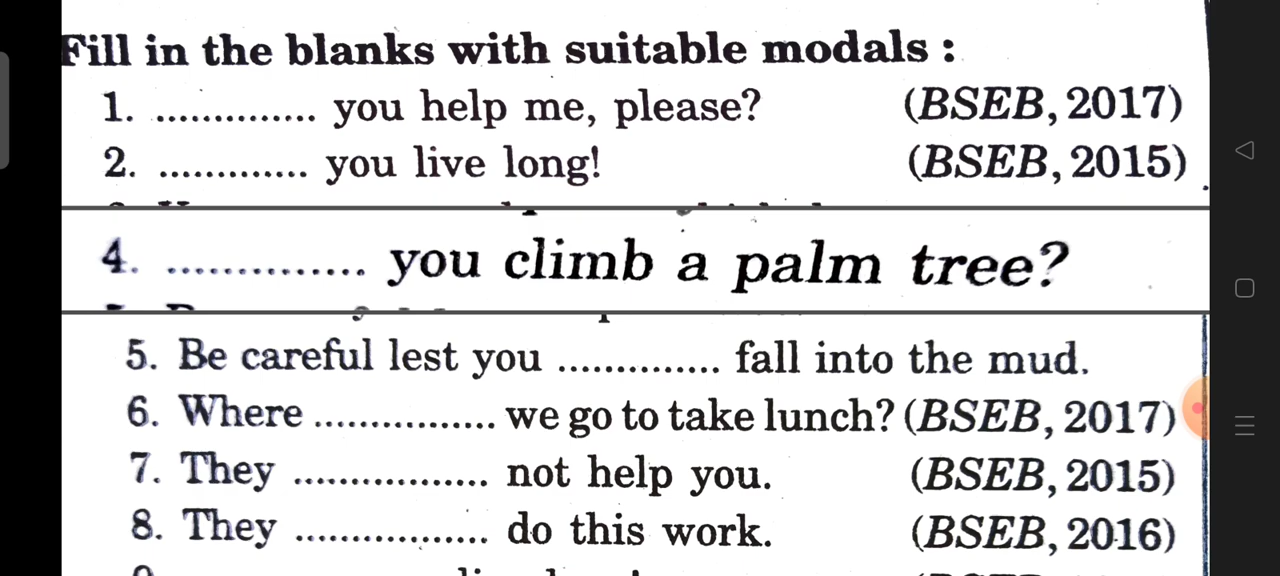 Fill in the blanks with suitable modals :
1. .............. you help me, please? (BSEB, 2017)
2. ............. you live long! (BSEB, 2015)
4. .............. you climb a palm tree?
5. Be careful lest you .............. fall into the mud.
6. Where ................ we go to take lunch? (BSEB, 2017)
7. They ................. not help you. (BSEB, 2015)
8. They ................. do this work. (BSEB, 2016)